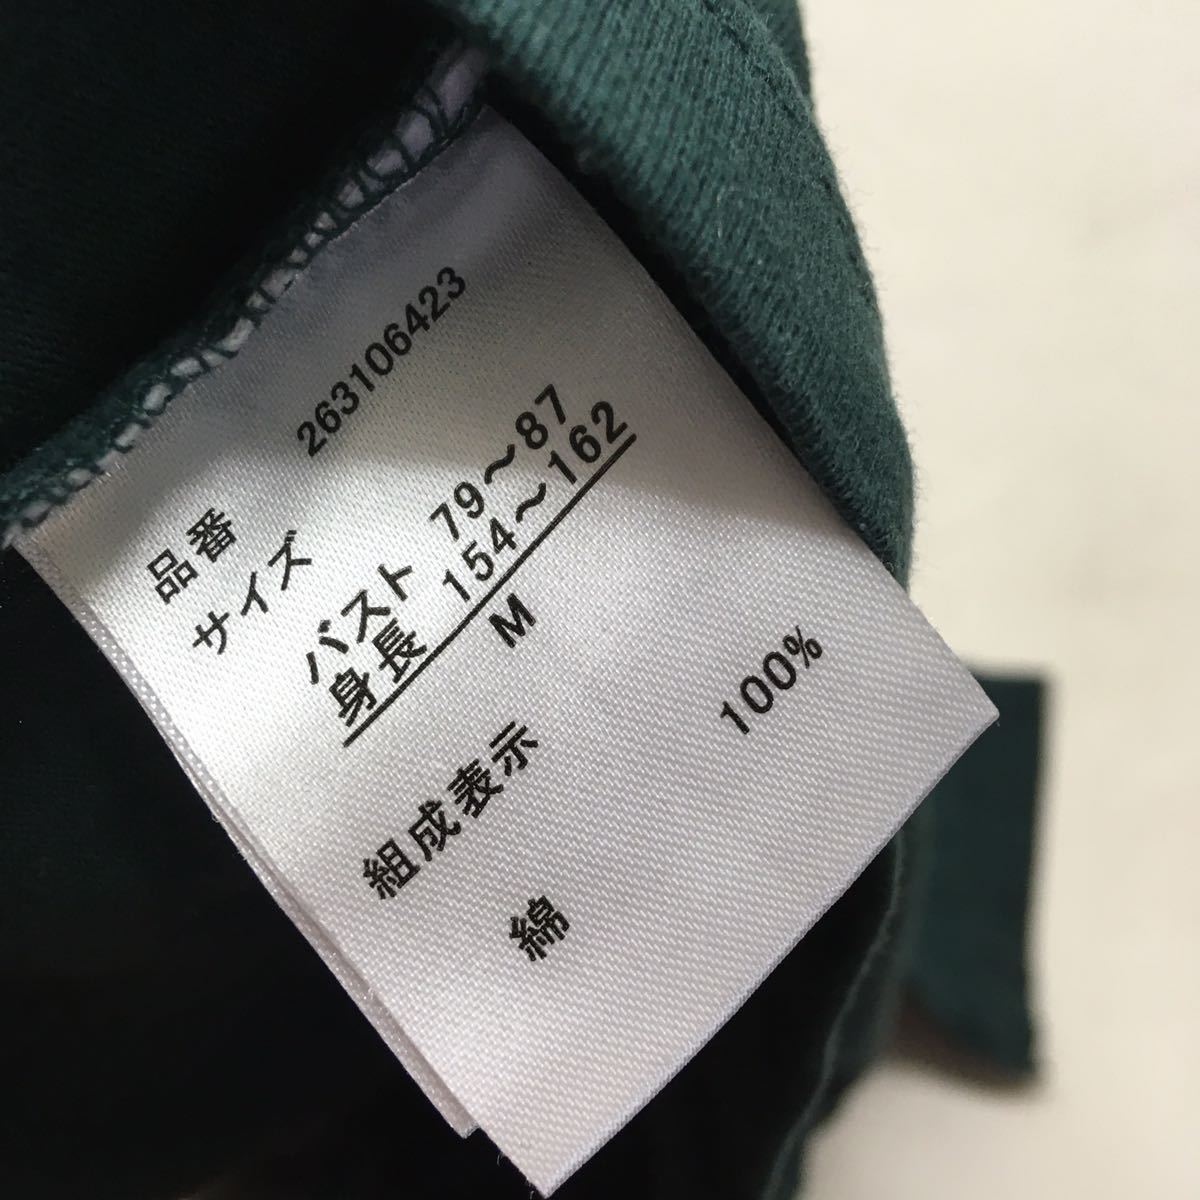 品番 263106423
サイズ
バスト 79〜87
身長 154〜162
M
組成表示
綿 100%